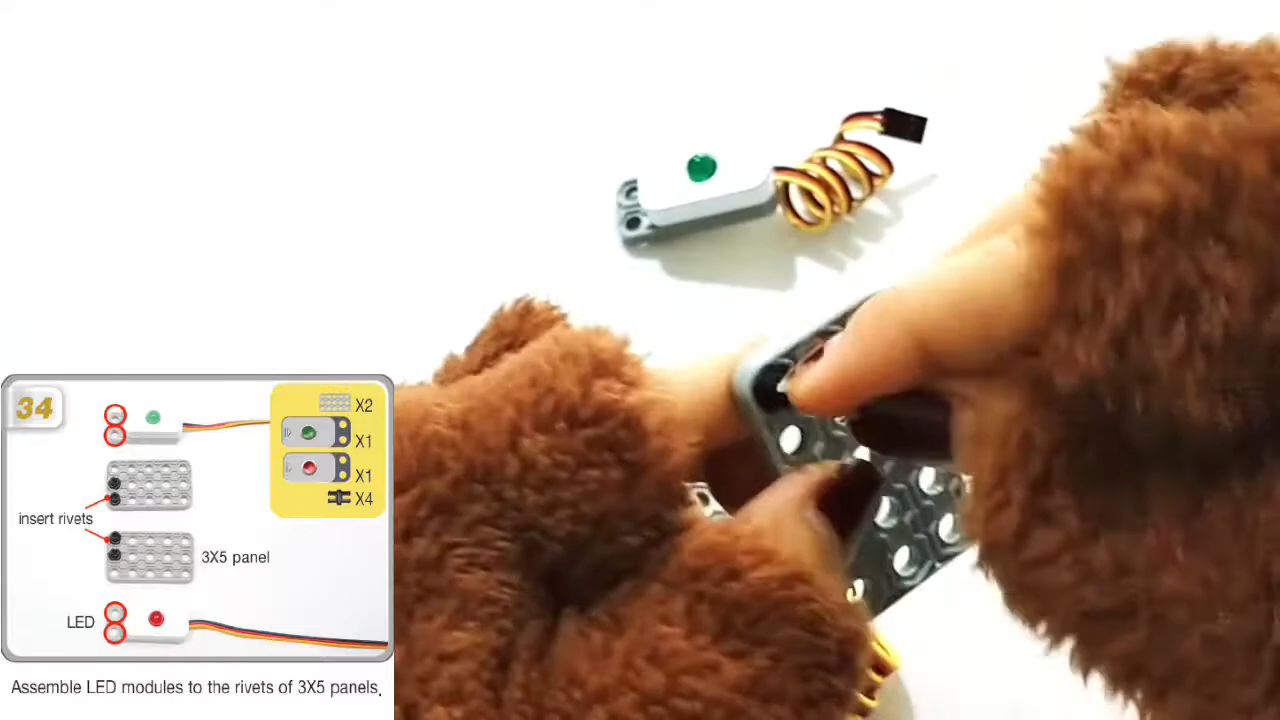 34
X2
X1
X1
X4
insert rivets
3X5 panel
LED
Assemble LED modules to the rivets of 3X5 panels.